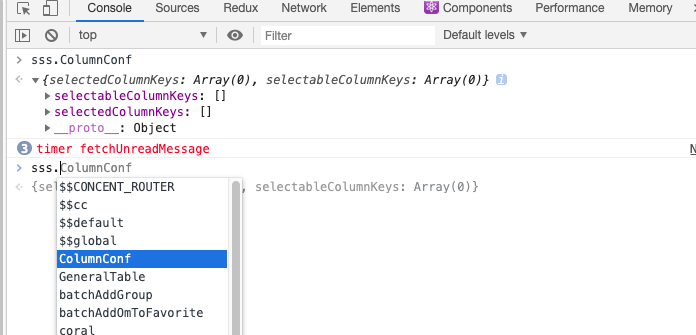 Console Sources Redux Network Elements Components Performance Memory
top Filter Default levels
sss.ColumnConf
{selectedColumnKeys: Array(0), selectableColumnKeys: Array(0)} i
selectableColumnKeys: []
selectedColumnKeys: []
__proto__: Object
3 timer fetchUnreadMessage N
sss.ColumnConf
{se , selectableColumnKeys: Array(0)}
$$CONCENT_ROUTER
$$cc
$$default
$$global
ColumnConf
GeneralTable
batchAddGroup
batchAddOmToFavorite
coral